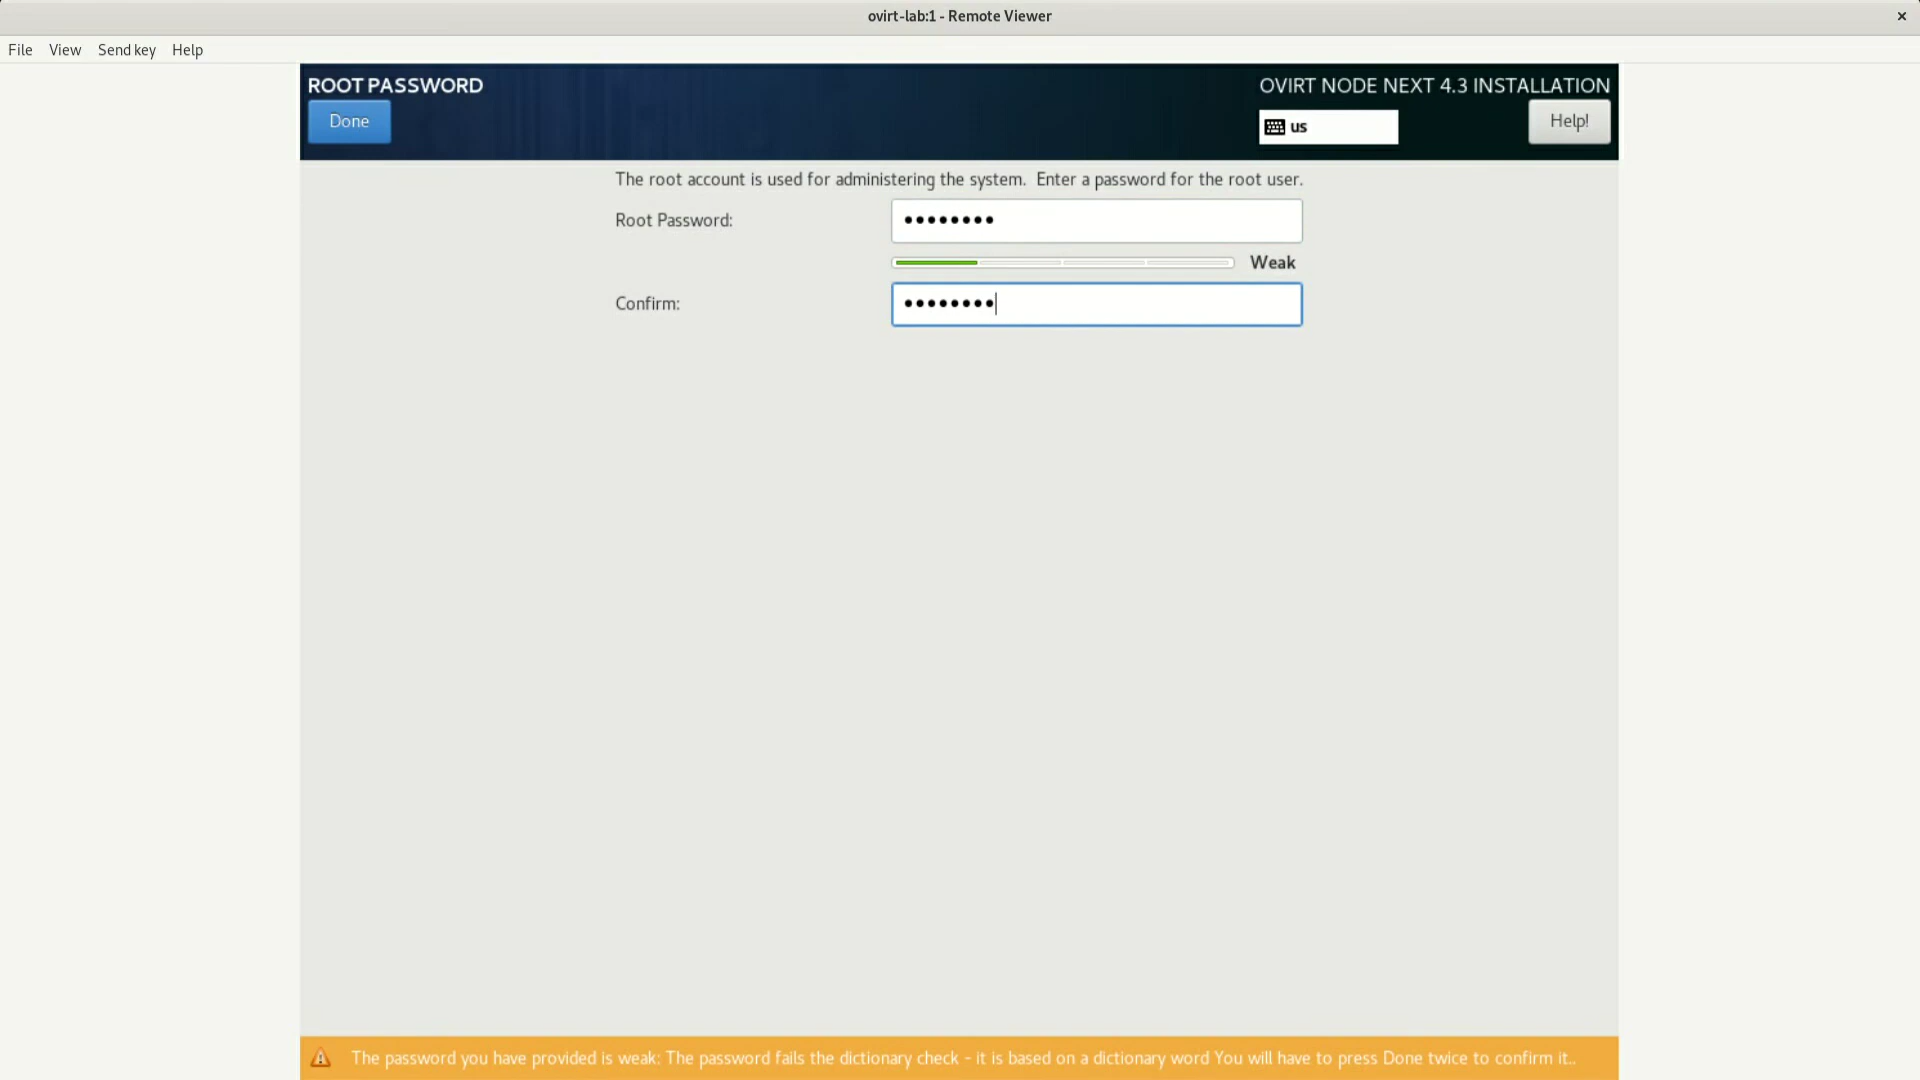 ovirt-lab:1 - Remote Viewer
File View Send key Help
ROOT PASSWORD
OVIRT NODE NEXT 4.3 INSTALLATION
Done
us
Help!
The root account is used for administering the system.  Enter a password for the root user.
Root Password:
●●●●●●●●
Weak
Confirm:
●●●●●●●●
The password you have provided is weak: The password fails the dictionary check - it is based on a dictionary word You will have to press Done twice to confirm it..